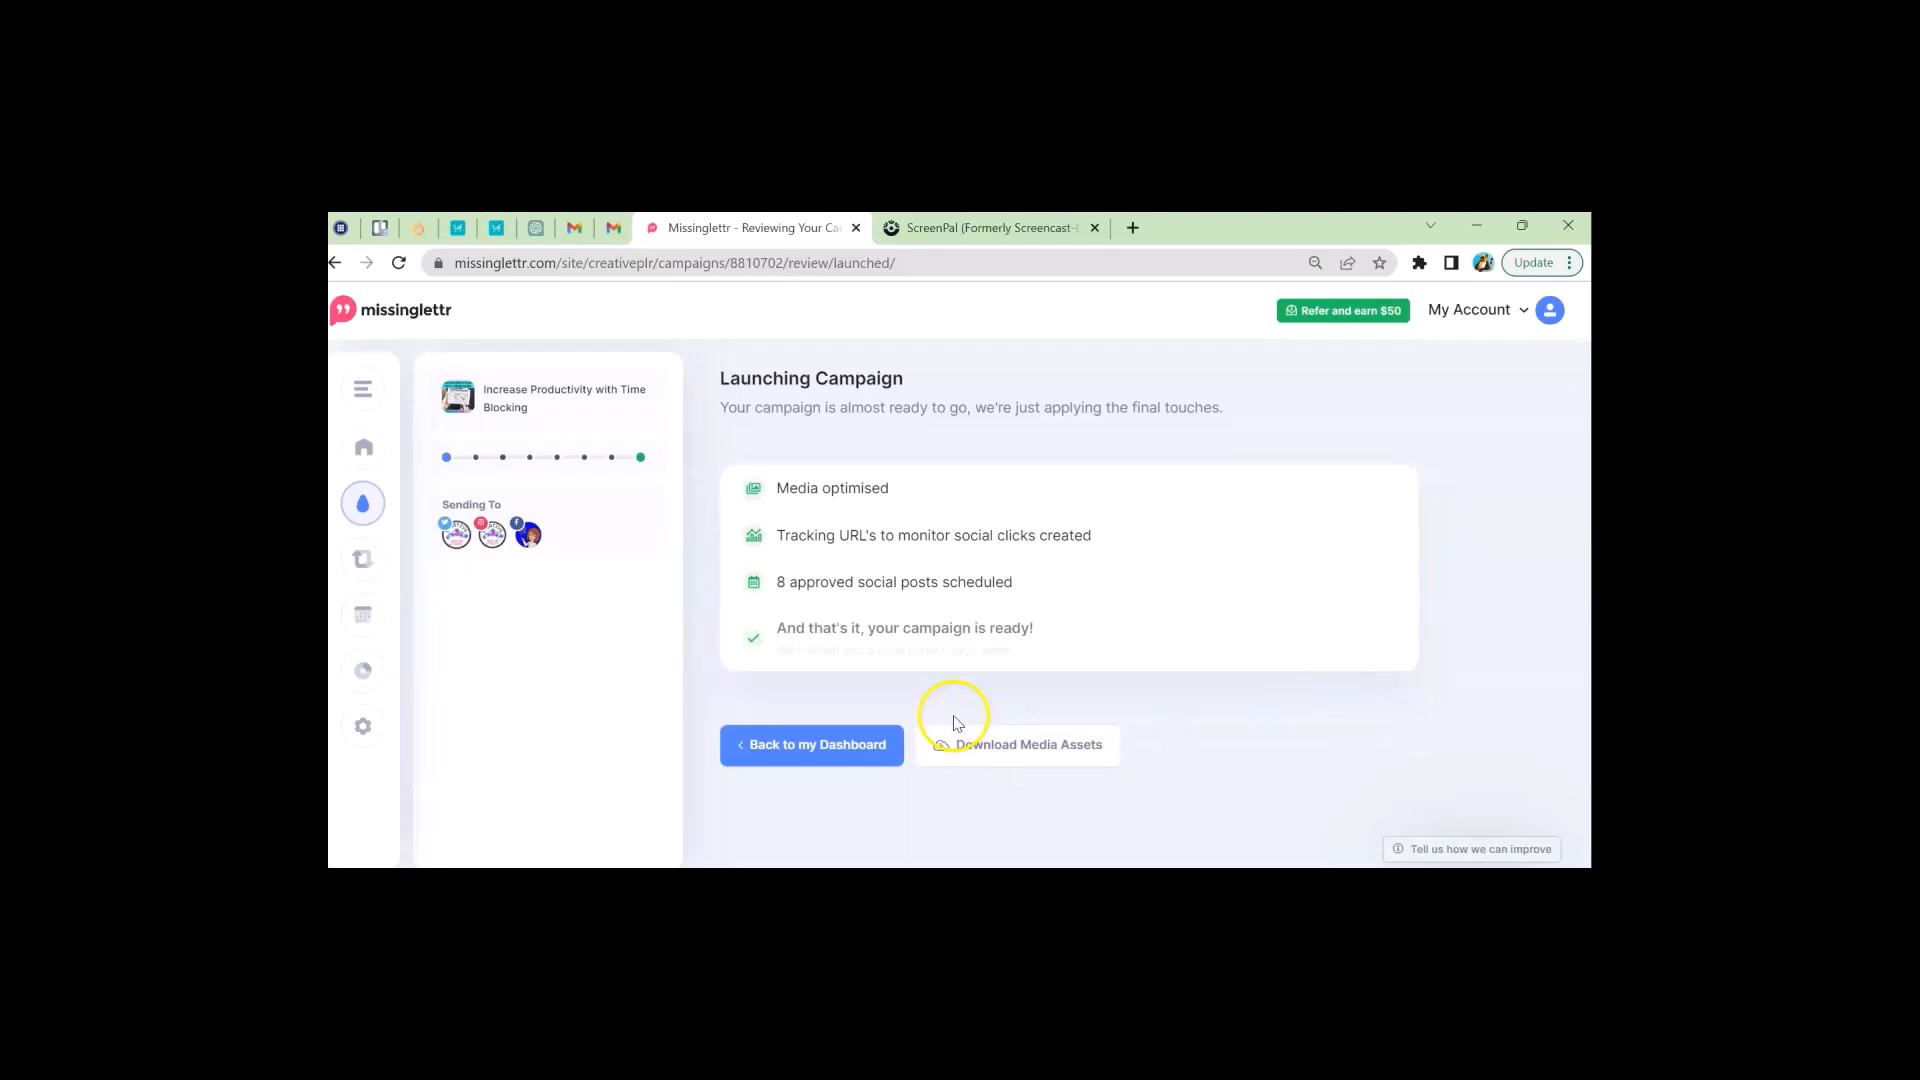 Missinglettr - Reviewing Your Ca
ScreenPal (Formerly Screencast-
missinglettr.com/site/creativeplr/campaigns/8810702/review/launched/
Update
missinglettr
Refer and earn $50
My Account
Increase Productivity with Time
Blocking
Sending To
Launching Campaign
Your campaign is almost ready to go, we're just applying the final touches.
Media optimised
Tracking URL's to monitor social clicks created
8 approved social posts scheduled
And that's it, your campaign is ready!
Back to my Dashboard
Download Media Assets
Tell us how we can improve